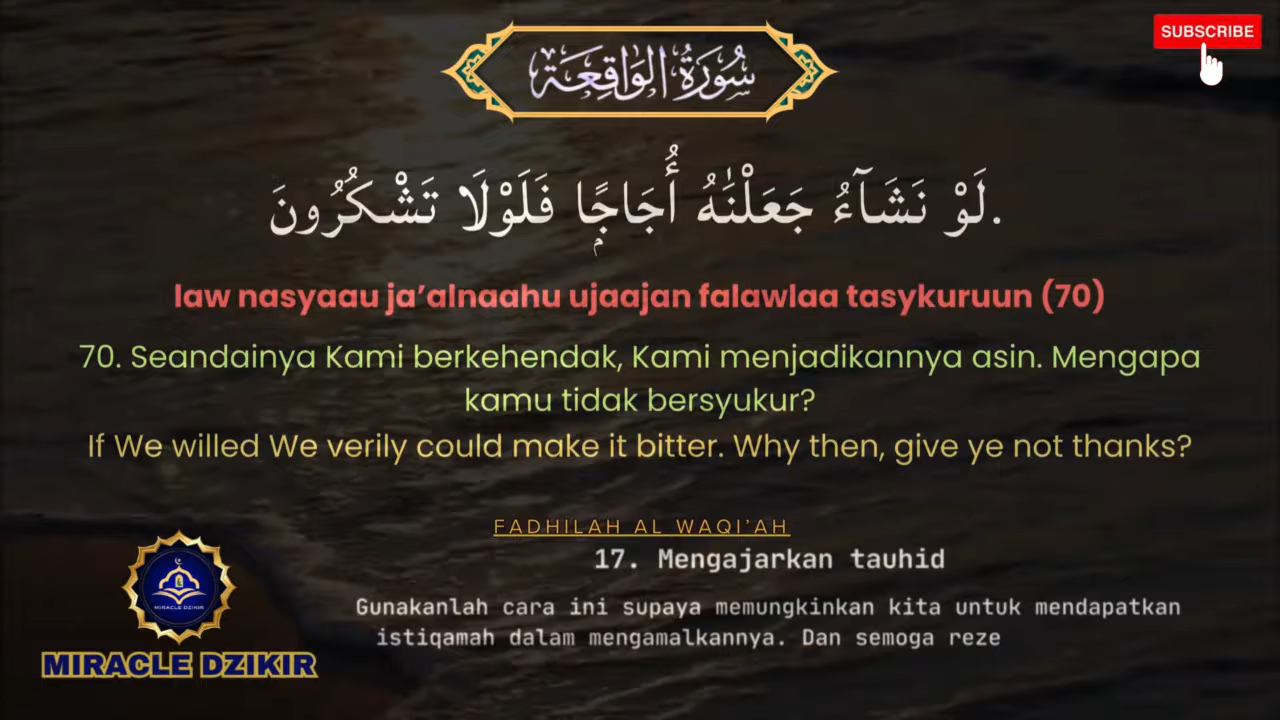 SUBSCRIBE
سُورَةُ الوَاقِعَة
لَوْ نَشَآءُ جَعَلْنٰهُ أُجَاجًۭا فَلَوْلَا تَشْكُرُونَ.
law nasyaau ja’alnaahu ujaajan falawlaa tasykuruun (70)
70. Seandainya Kami berkehendak, Kami menjadikannya asin. Mengapa
kamu tidak bersyukur?
If We willed We verily could make it bitter. Why then, give ye not thanks?
FADHILAH AL WAQI’AH
17. Mengajarkan tauhid
Gunakanlah cara ini supaya memungkinkan kita untuk mendapatkan
istiqamah dalam mengamalkannya. Dan semoga reze
MIRACLE DZIKIR
MIRACLE DZIKIR